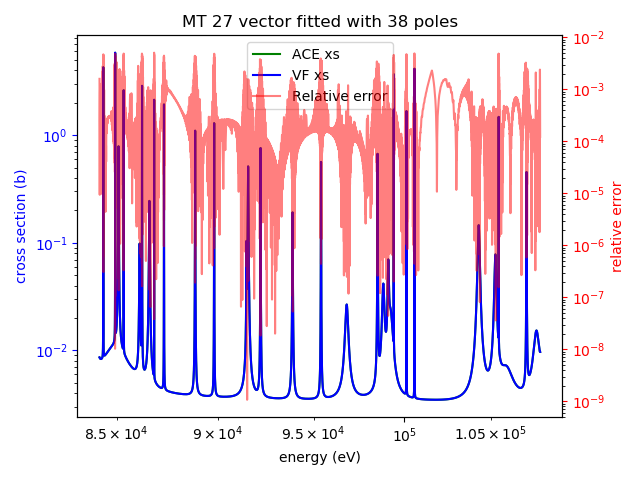 MT 27 vector fitted with 38 poles
ACE xs
VF xs
Relative error
cross section (b)
10⁰
10⁻¹
10⁻²
relative error
10⁻²
10⁻³
10⁻⁴
10⁻⁵
10⁻⁶
10⁻⁷
10⁻⁸
10⁻⁹
8.5 × 10⁴
9 × 10⁴
9.5 × 10⁴
10⁵
1.05 × 10⁵
energy (eV)